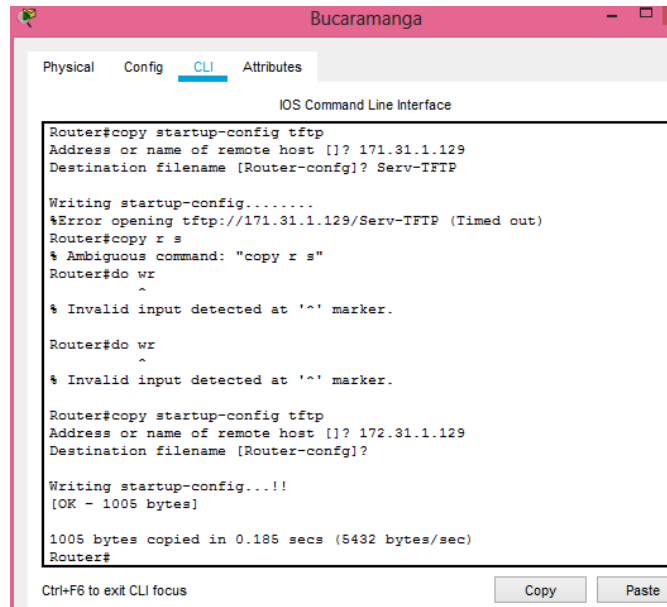 Bucaramanga
Physical Config CLI Attributes
IOS Command Line Interface
Router#copy startup-config tftp
Address or name of remote host []? 171.31.1.129
Destination filename [Router-confg]? Serv-TFTP
Writing startup-config........
%Error opening tftp://171.31.1.129/Serv-TFTP (Timed out)
Router#copy r s
% Ambiguous command: "copy r s"
Router#do wr
^
% Invalid input detected at '^' marker.
Router#do wr
^
% Invalid input detected at '^' marker.
Router#copy startup-config tftp
Address or name of remote host []? 172.31.1.129
Destination filename [Router-confg]?
Writing startup-config...!!
[OK - 1005 bytes]
1005 bytes copied in 0.185 secs (5432 bytes/sec)
Router#
Ctrl+F6 to exit CLI focus
Copy Paste